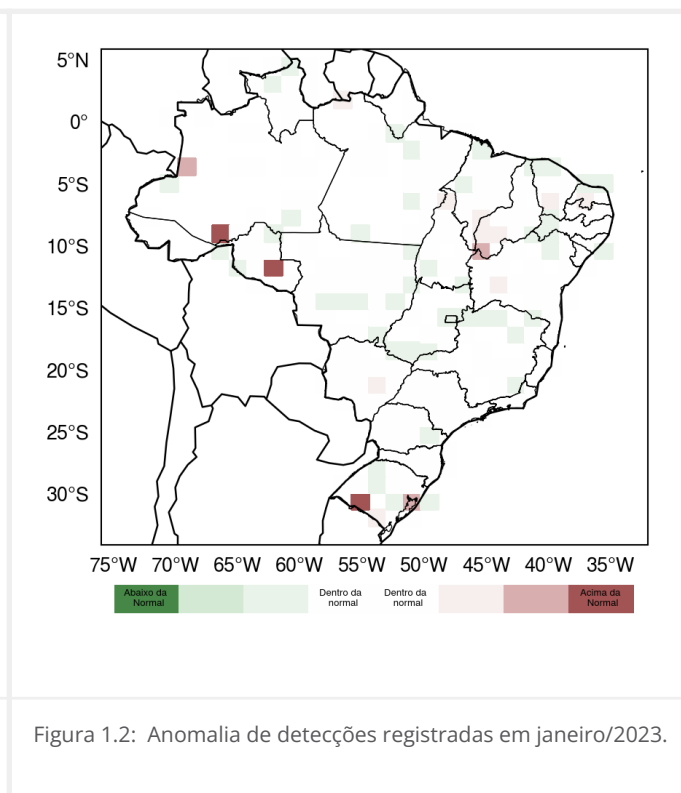 5°N
0°
5°S
10°S
15°S
20°S
25°S
30°S
75°W 70°W 65°W 60°W 55°W 50°W 45°W 40°W 35°W
Abaixo da Normal
Dentro da normal
Dentro da normal
Acima da Normal
Figura 1.2: Anomalia de detecções registradas em janeiro/2023.